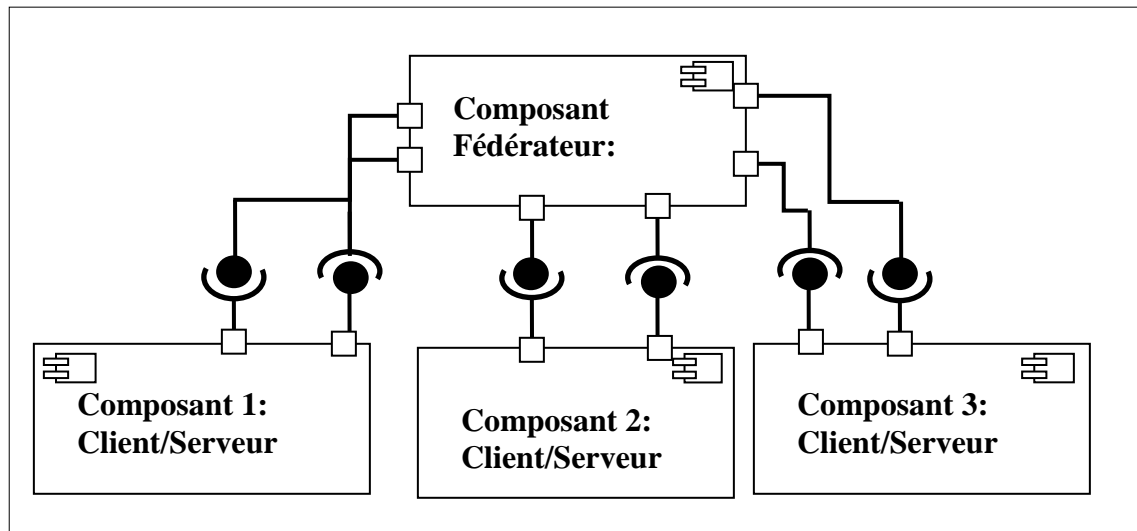 Composant
Fédérateur:
Composant 1:
Client/Serveur
Composant 2:
Client/Serveur
Composant 3:
Client/Serveur